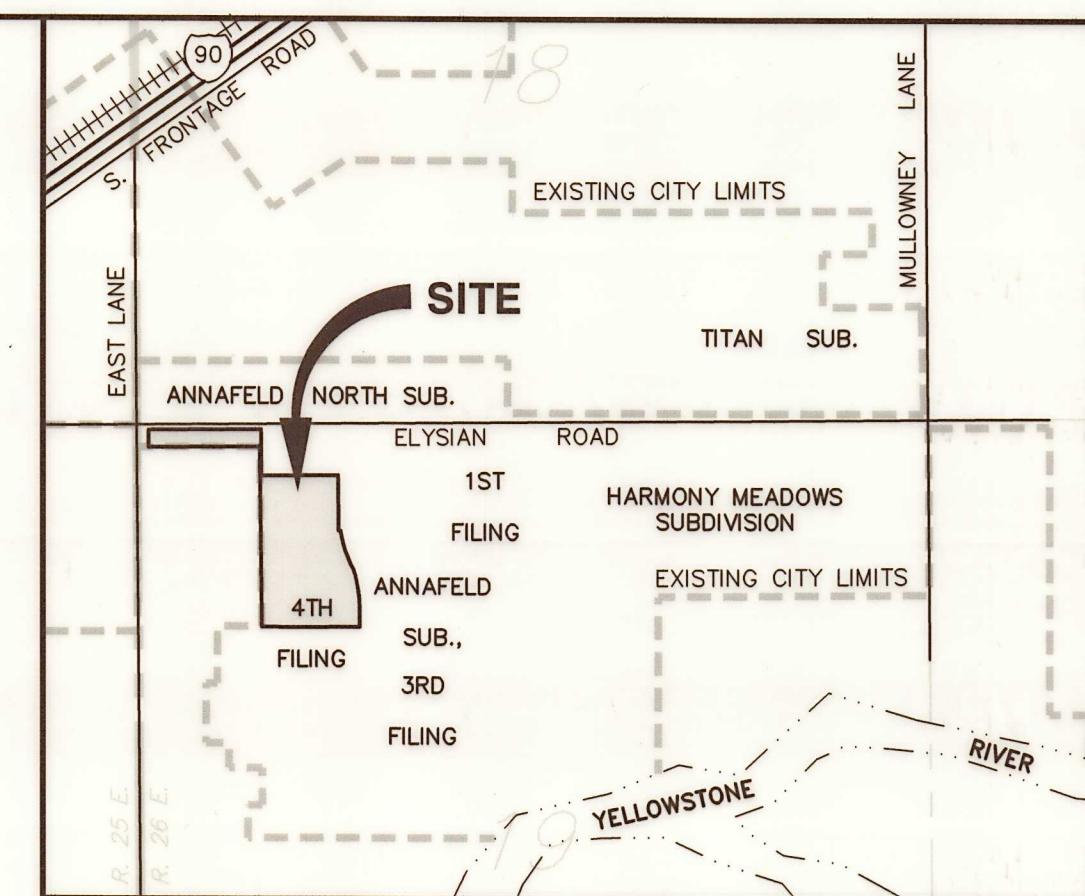 90
S. FRONTAGE ROAD
18
EXISTING CITY LIMITS
MULLOWNEY LANE
EAST LANE
SITE
TITAN SUB.
ANNAFELD NORTH SUB.
ELYSIAN ROAD
1ST
FILING
HARMONY MEADOWS
SUBDIVISION
EXISTING CITY LIMITS
ANNAFELD
SUB.,
3RD
FILING
4TH
FILING
YELLOWSTONE RIVER
19
R. 25 E.
R. 26 E.